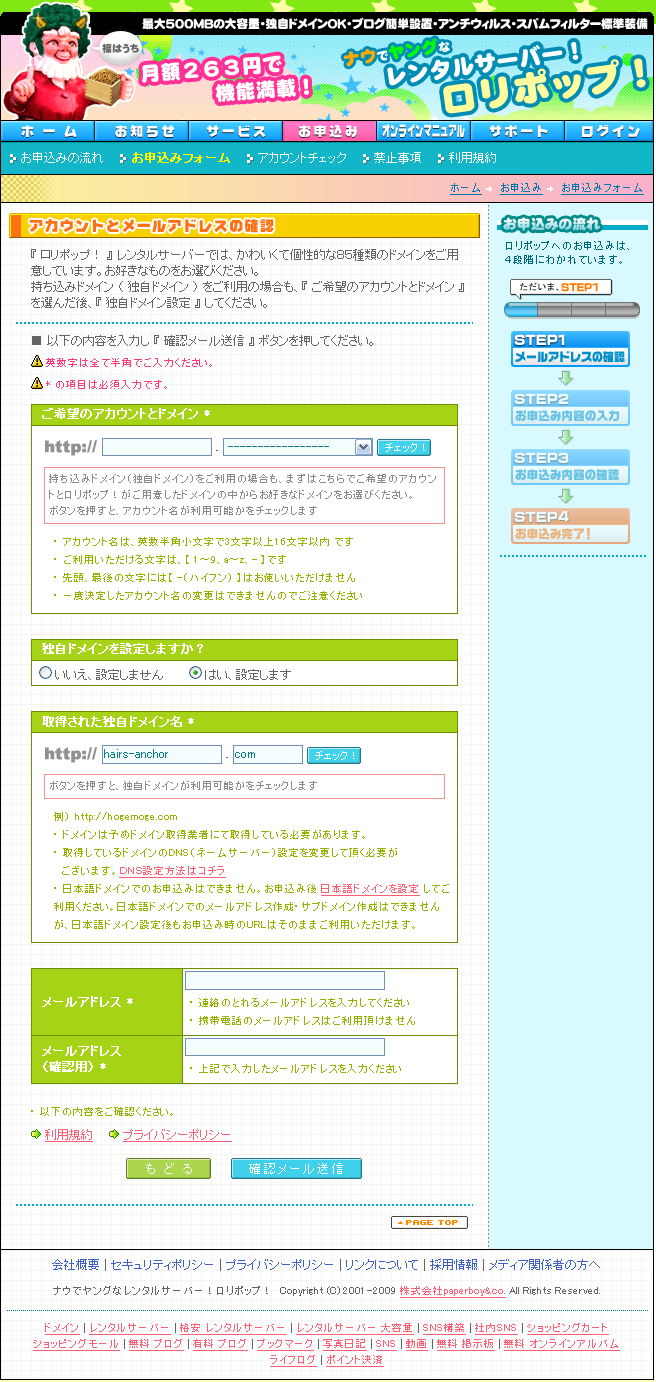 最大500MBの大容量・独自ドメインOK・ブログ簡単設置・アンチウィルス・スパムフィルター標準装備
福はうち
月額263円で
機能満載!
ナウでヤングな
レンタルサーバー!
ロリポップ!
ホーム お知らせ サービス お申込み オンラインマニュアル サポート ログイン
お申込みの流れ お申込みフォーム アカウントチェック 禁止事項 利用規約
ホーム お申込み お申込みフォーム
アカウントとメールアドレスの確認
『 ロリポップ! 』 レンタルサーバーでは、かわいくて個性的な85種類のドメインをご用
意しています。お好きなものをお選びください。
持ち込みドメイン ( 独自ドメイン ) をご利用の場合も、『 ご希望のアカウントとドメイン 』
を選んだ後、『 独自ドメイン設定 』してください。
■ 以下の内容を入力し 『 確認メール送信 』 ボタンを押してください。
英数字は全て半角でご入力ください。
* の項目は必須入力です。
ご希望のアカウントとドメイン *
http:// . ----------------- チェック!
持ち込みドメイン(独自ドメイン)をご利用の場合も、まずはこちらでご希望のアカウン
トとロリポップ!がご用意したドメインの中からお好きなドメインをお選びください。
ボタンを押すと、アカウント名が利用可能かをチェックします
・ アカウント名は、英数半角小文字で3文字以上16文字以内 です
・ ご利用いただける文字は、【 1～9、a～z、- 】です
・ 先頭、最後の文字には【 -(ハイフン) 】はお使いいただけません
・ 一度決定したアカウント名の変更はできませんのでご注意ください
独自ドメインを設定しますか?
いいえ、設定しません はい、設定します
取得された独自ドメイン名 *
http:// hairs-anchor . com チェック!
ボタンを押すと、独自ドメインが利用可能かをチェックします
例) http://hogemoge.com
・ ドメインは予めドメイン取得業者にて取得している必要があります。
・ 取得しているドメインのDNS(ネームサーバー)設定を変更して頂く必要が
ございます。DNS設定方法はコチラ
・ 日本語ドメインでのお申込みはできません。お申込み後 日本語ドメインを設定 してご
利用ください。日本語ドメインでのメールアドレス作成・サブドメイン作成はできません
が、日本語ドメイン設定後もお申込み時のURLはそのままご利用いただけます。
メールアドレス *
・ 連絡のとれるメールアドレスを入力してください
・ 携帯電話のメールアドレスはご利用頂けません
メールアドレス
(確認用) *
・ 上記で入力したメールアドレスを入力ください
・ 以下の内容をご確認ください。
利用規約 プライバシーポリシー
もどる 確認メール送信
PAGE TOP
お申込みの流れ
ロリポップへのお申込みは、
4段階にわかれています。
ただいま、STEP1
STEP1
メールアドレスの確認
STEP2
お申込み内容の入力
STEP3
お申込み内容の確認
STEP4
お申込み完了!
会社概要 | セキュリティポリシー | プライバシーポリシー | リンクについて | 採用情報 | メディア関係者の方へ
ナウでヤングなレンタルサーバー!ロリポップ! Copyright (C)2001-2009 株式会社paperboy&co. All Rights Reserved.
ドメイン | レンタルサーバー | 格安 レンタルサーバー | レンタルサーバー 大容量 | SNS構築 | 社内SNS | ショッピングカート
ショッピングモール | 無料 ブログ | 有料 ブログ | ブックマーク | 写真日記 | SNS | 動画 | 無料 掲示板 | 無料 オンラインアルバム
ライフログ | ポイント決済